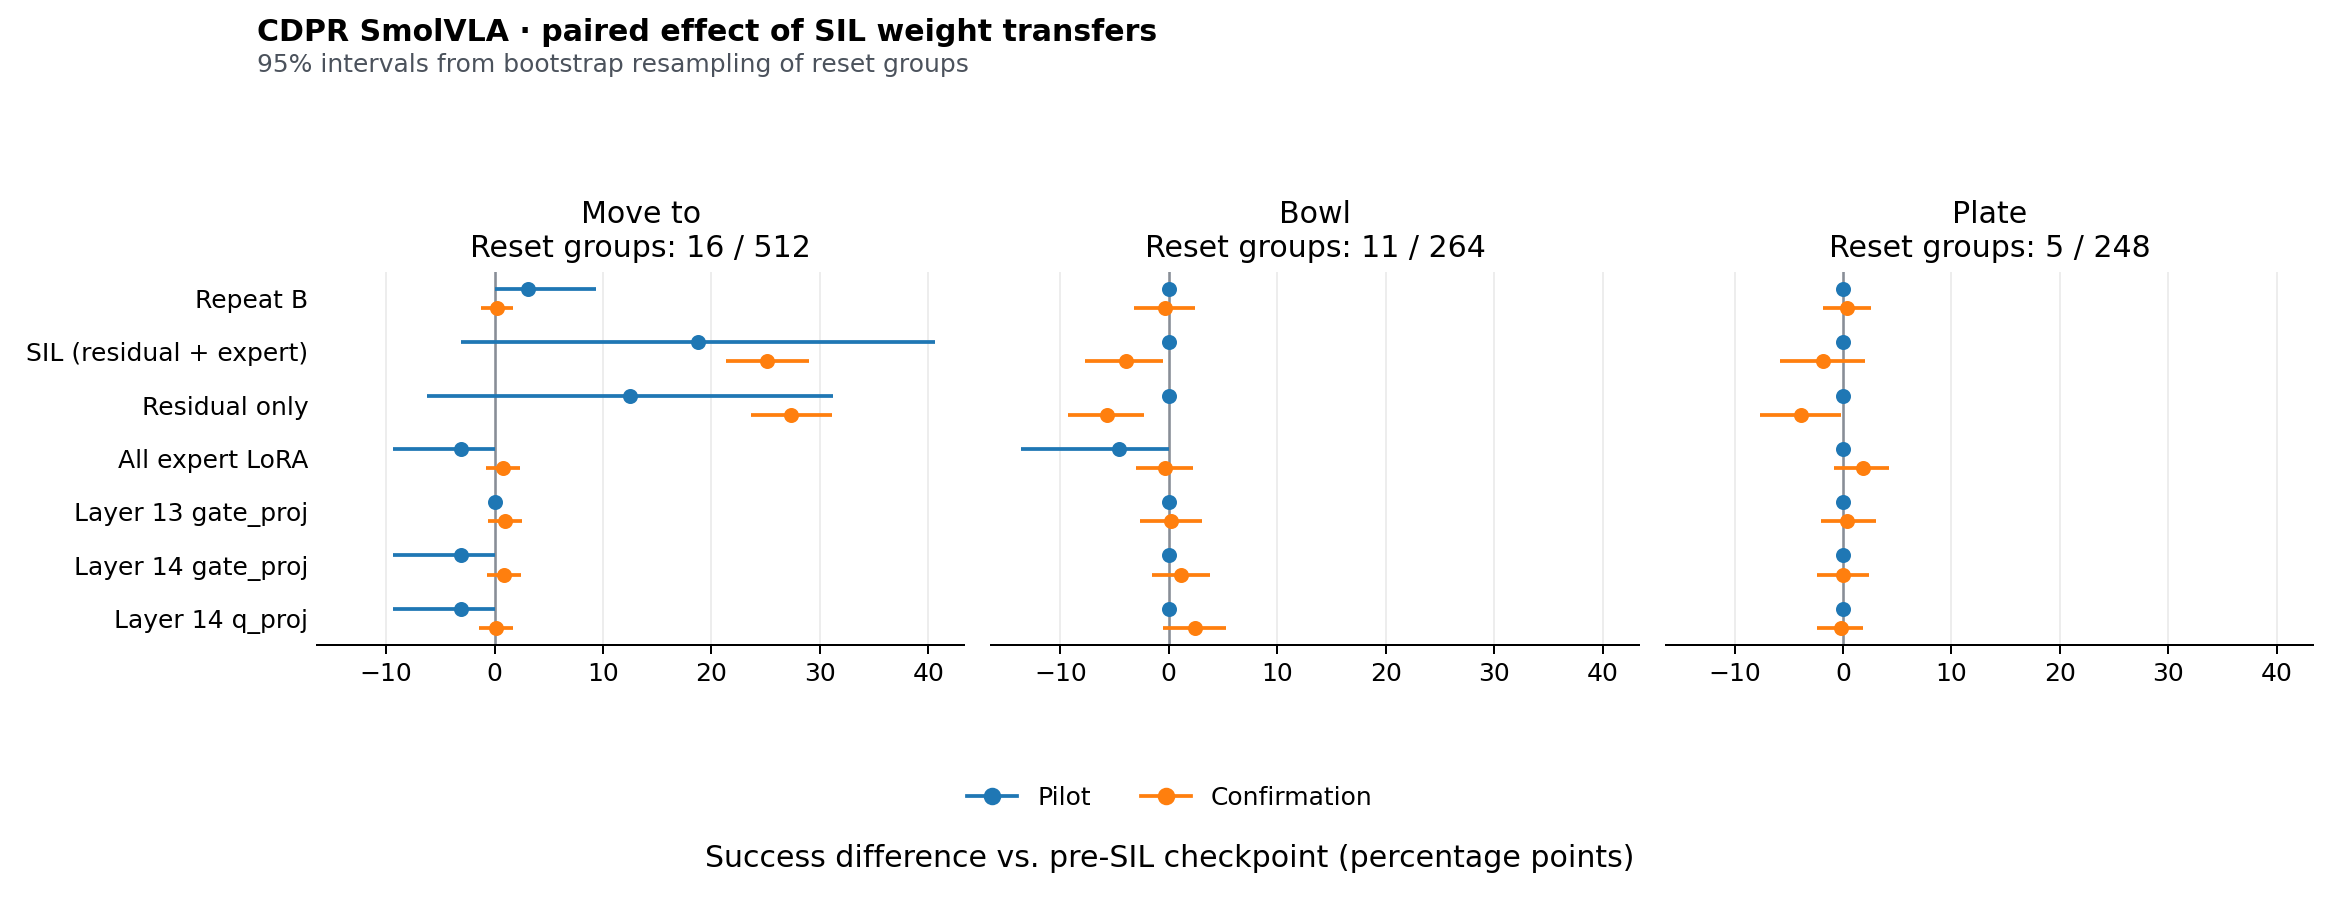 CDPR SmolVLA · paired effect of SIL weight transfers
95% intervals from bootstrap resampling of reset groups
Move to
Reset groups: 16 / 512
Bowl
Reset groups: 11 / 264
Plate
Reset groups: 5 / 248
Repeat B
SIL (residual + expert)
Residual only
All expert LoRA
Layer 13 gate_proj
Layer 14 gate_proj
Layer 14 q_proj
−10 0 10 20 30 40
−10 0 10 20 30 40
−10 0 10 20 30 40
Pilot
Confirmation
Success difference vs. pre-SIL checkpoint (percentage points)